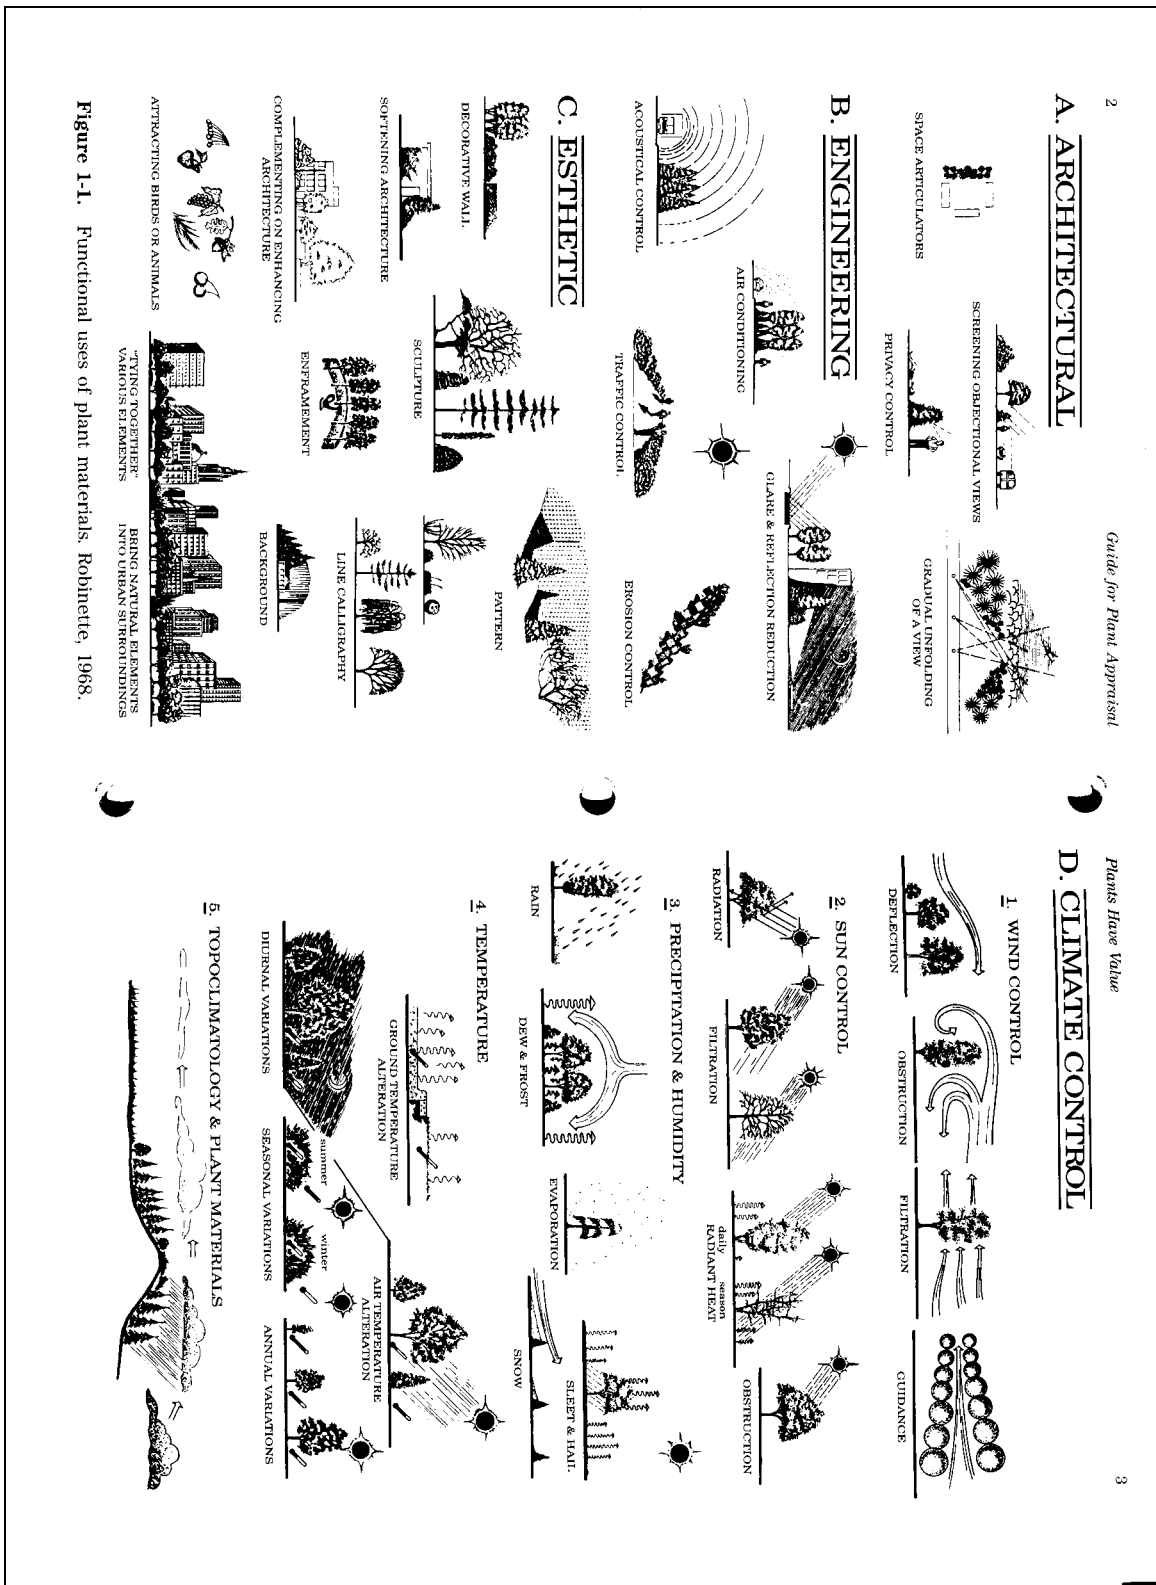 2
Guide for Plant Appraisal
A. ARCHITECTURAL
SPACE ARTICULATORS
SCREENING OBJECTIONAL VIEWS
PRIVACY CONTROL
GRADUAL UNFOLDING
OF A VIEW
B. ENGINEERING
ACOUSTICAL CONTROL
AIR CONDITIONING
TRAFFIC CONTROL
GLARE & REFLECTION REDUCTION
EROSION CONTROL
C. ESTHETIC
DECORATIVE WALL
SOFTENING ARCHITECTURE
COMPLEMENTING ON ENHANCING
ARCHITECTURE
ATTRACTING BIRDS OR ANIMALS
SCULPTURE
ENFRAMEMENT
"TYING TOGETHER"
VARIOUS ELEMENTS
PATTERN
LINE CALLIGRAPHY
BACKGROUND
BRING NATURAL ELEMENTS
INTO URBAN SURROUNDINGS
Figure 1-1. Functional uses of plant materials. Robinette, 1968.
Plants Have Value
3
D. CLIMATE CONTROL
1. WIND CONTROL
DEFLECTION
OBSTRUCTION
FILTRATION
GUIDANCE
2. SUN CONTROL
RADIATION
FILTRATION
daily
season
RADIANT HEAT
OBSTRUCTION
3. PRECIPITATION & HUMIDITY
RAIN
DEW & FROST
EVAPORATION
SLEET & HAIL
SNOW
4. TEMPERATURE
GROUND TEMPERATURE
ALTERATION
AIR TEMPERATURE
ALTERATION
DIURNAL VARIATIONS
summer
winter
SEASONAL VARIATIONS
ANNUAL VARIATIONS
5. TOPOCLIMATOLOGY & PLANT MATERIALS